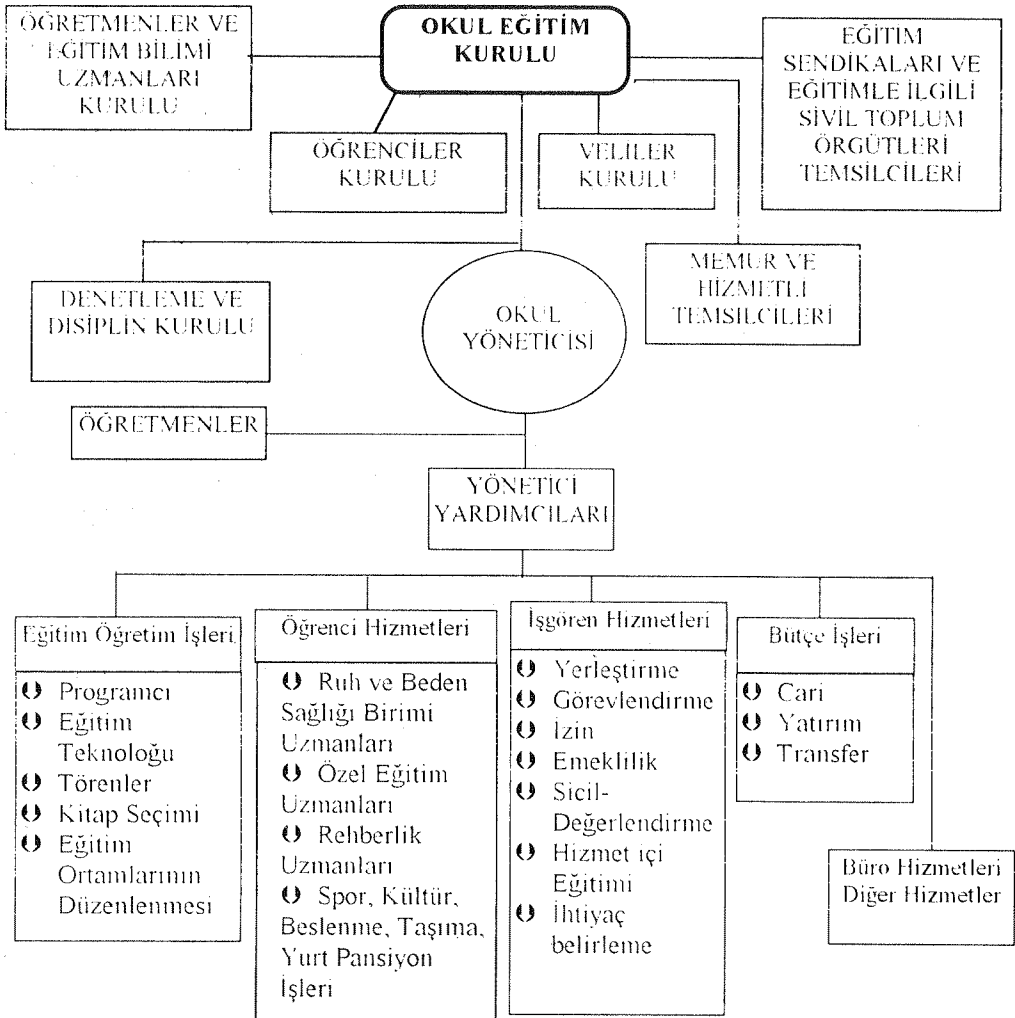 ÖĞRETMENLER VE
EĞİTİM BİLİMİ
UZMANLARI
KURULU
OKUL EĞİTİM
KURULU
EĞİTİM
SENDİKALARI VE
EĞİTİMLE İLGİLİ
SİVİL TOPLUM
ÖRGÜTLERİ
TEMSİLCİLERİ
ÖĞRENCİLER
KURULU
VELİLER
KURULU
DENETLEME VE
DİSİPLİN KURULU
OKUL
YÖNETİCİSİ
MEMUR VE
HİZMETLİ
TEMSİLCİLERİ
ÖĞRETMENLER
YÖNETİCİ
YARDIMCILARI
Eğitim Öğretim İşleri
Programcı
Eğitim
Teknoloğu
Törenler
Kitap Seçimi
Eğitim
Ortamlarının
Düzenlenmesi
Öğrenci Hizmetleri
Ruh ve Beden
Sağlığı Birimi
Uzmanları
Özel Eğitim
Uzmanları
Rehberlik
Uzmanları
Spor, Kültür,
Beslenme, Taşıma,
Yurt Pansiyon
İşleri
İşgören Hizmetleri
Yerleştirme
Görevlendirme
İzin
Emeklilik
Sicil-
Değerlendirme
Hizmet içi
Eğitimi
İhtiyaç
belirleme
Bütçe İşleri
Cari
Yatırım
Transfer
Büro Hizmetleri
Diğer Hizmetler